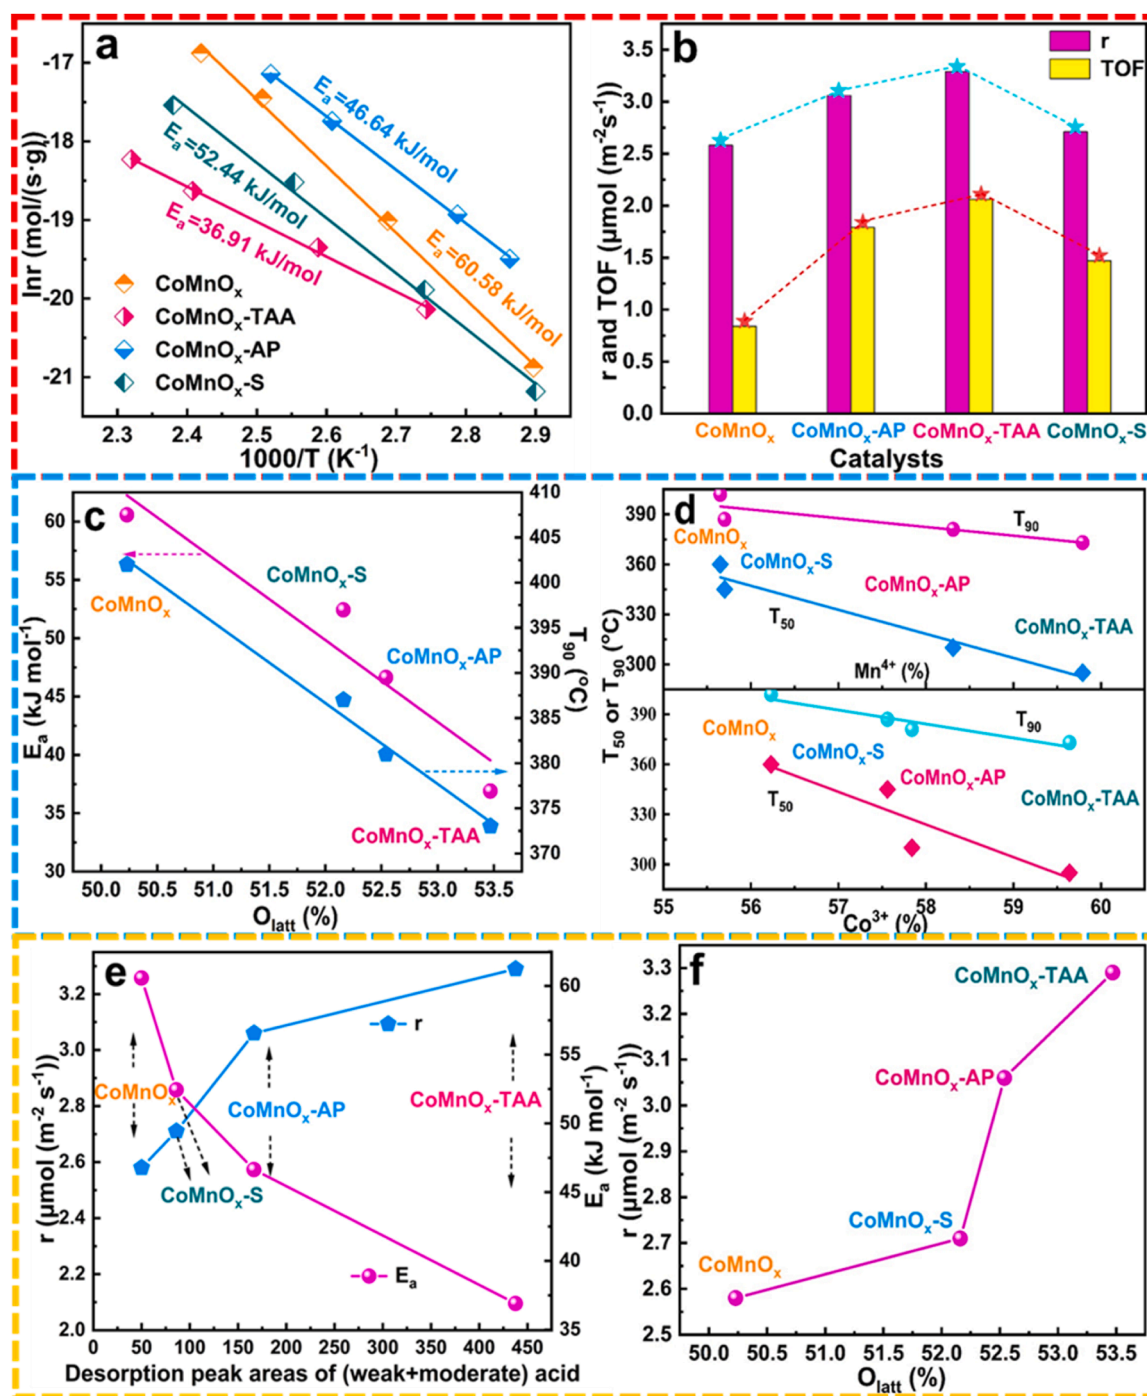 a
lnr (mol/(s·g)
-17
-18
-19
-20
-21
Eₐ=46.64 kJ/mol
Eₐ=52.44 kJ/mol
Eₐ=36.91 kJ/mol
Eₐ=60.58 kJ/mol
CoMnOₓ
CoMnOₓ-TAA
CoMnOₓ-AP
CoMnOₓ-S
2.3 2.4 2.5 2.6 2.7 2.8 2.9
1000/T (K⁻¹)
b
r
TOF
r and TOF (μmol (m⁻²s⁻¹)
3.5
3.0
2.5
2.0
1.5
1.0
0.5
0.0
CoMnOₓ CoMnOₓ-AP CoMnOₓ-TAA CoMnOₓ-S
Catalysts
c
Eₐ (kJ mol⁻¹)
60
55
50
45
40
35
30
CoMnOₓ-S
CoMnOₓ
CoMnOₓ-AP
CoMnOₓ-TAA
410
405
400
395
390
385
380
375
370
T₉₀ (°C)
50.0 50.5 51.0 51.5 52.0 52.5 53.0 53.5
Oₗₐₜₜ (%)
d
T₅₀ or T₉₀ (°C)
390
360
330
300
T₉₀
CoMnOₓ
CoMnOₓ-S
CoMnOₓ-AP
T₅₀
CoMnOₓ-TAA
Mn⁴⁺ (%)
390
360
330
300
CoMnOₓ
T₉₀
CoMnOₓ-S
CoMnOₓ-AP
T₅₀
CoMnOₓ-TAA
55 56 57 58 59 60
Co³⁺ (%)
e
r (μmol (m⁻² s⁻¹))
3.2
3.0
2.8
2.6
2.4
2.2
2.0
r
CoMnOₓ
CoMnOₓ-AP
CoMnOₓ-TAA
CoMnOₓ-S
Eₐ
60
55
50
45
40
35
Eₐ (kJ mol⁻¹)
0 50 100 150 200 250 300 350 400 450
Desorption peak areas of (weak+moderate) acid
f
r (μmol (m⁻² s⁻¹))
3.3
3.2
3.1
3.0
2.9
2.8
2.7
2.6
2.5
CoMnOₓ-TAA
CoMnOₓ-AP
CoMnOₓ-S
CoMnOₓ
50.0 50.5 51.0 51.5 52.0 52.5 53.0 53.5
Oₗₐₜₜ (%)